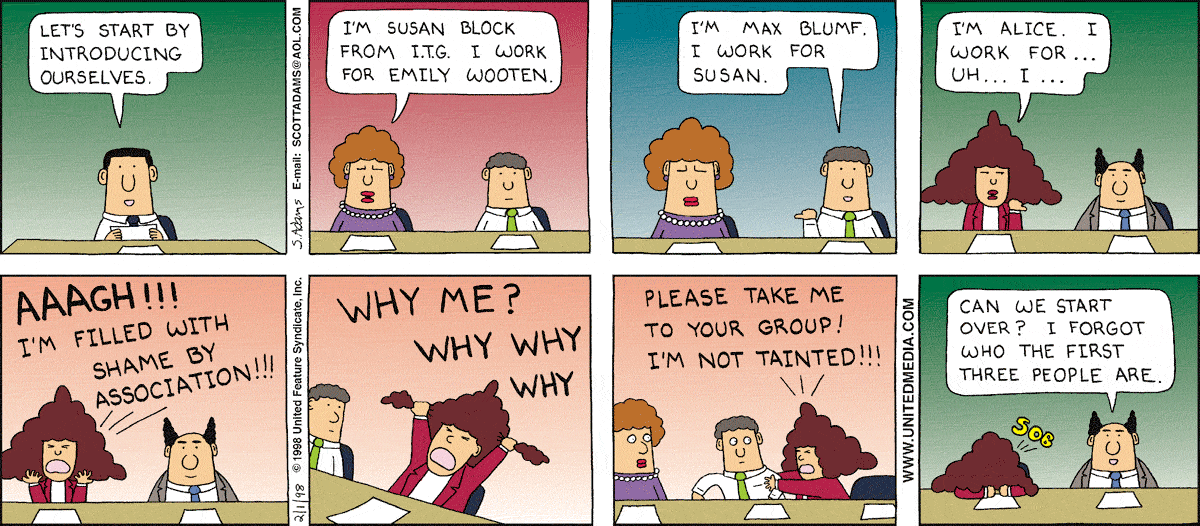 LET'S START BY
INTRODUCING
OURSELVES.
S.Adams
E-mail: SCOTTADAMS@AOL.COM
I'M SUSAN BLOCK
FROM I.T.G. I WORK
FOR EMILY WOOTEN.
I'M MAX BLUMF.
I WORK FOR
SUSAN.
I'M ALICE. I
WORK FOR...
UH... I ...
AAAGH!!!
I'M FILLED WITH
SHAME BY
ASSOCIATION!!!
2/1/98
© 1998 United Feature Syndicate, Inc.
WHY ME?
WHY WHY
WHY
PLEASE TAKE ME
TO YOUR GROUP!
I'M NOT TAINTED!!!
WWW.UNITEDMEDIA.COM
CAN WE START
OVER? I FORGOT
WHO THE FIRST
THREE PEOPLE ARE.
SOB